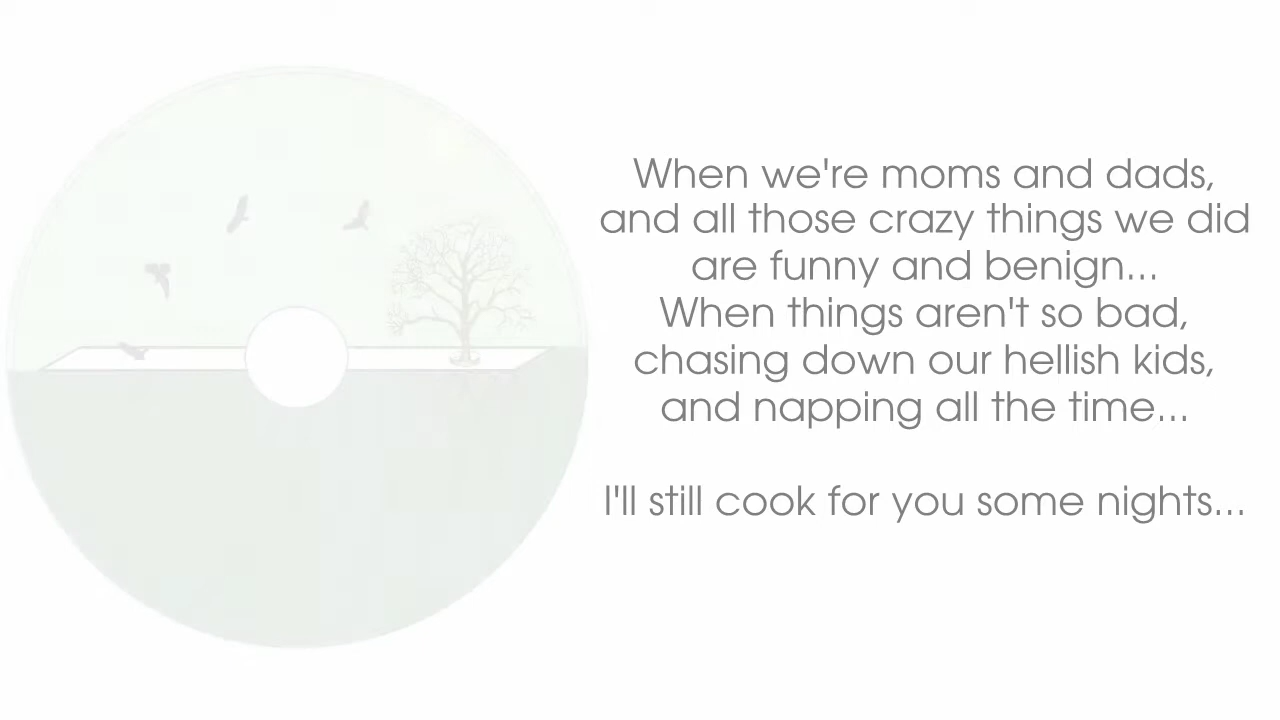 When we're moms and dads,
and all those crazy things we did
are funny and benign...
When things aren't so bad,
chasing down our hellish kids,
and napping all the time...
I'll still cook for you some nights...